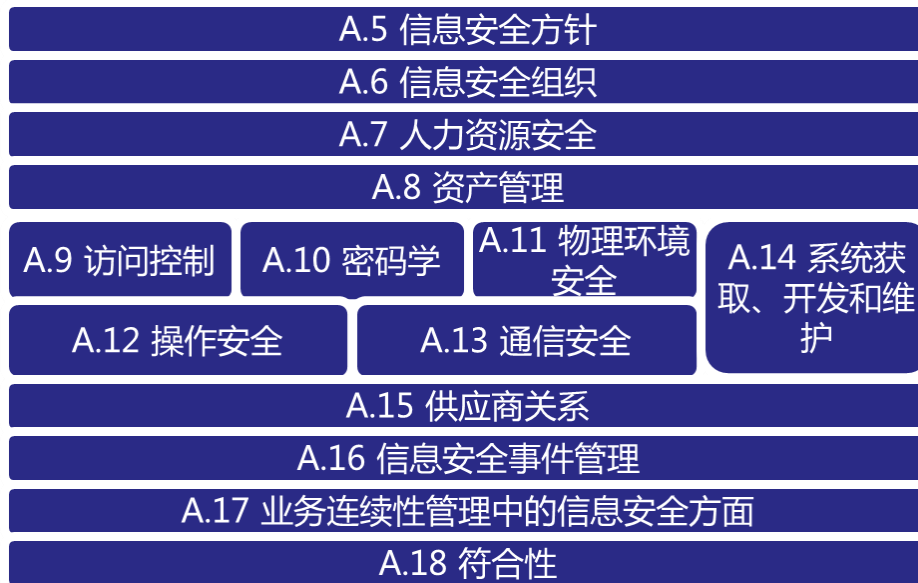 A.5 信息安全方针
A.6 信息安全组织
A.7 人力资源安全
A.8 资产管理
A.9 访问控制
A.10 密码学
A.11 物理环境
安全
A.14 系统获
取、开发和维
护
A.12 操作安全
A.13 通信安全
A.15 供应商关系
A.16 信息安全事件管理
A.17 业务连续性管理中的信息安全方面
A.18 符合性